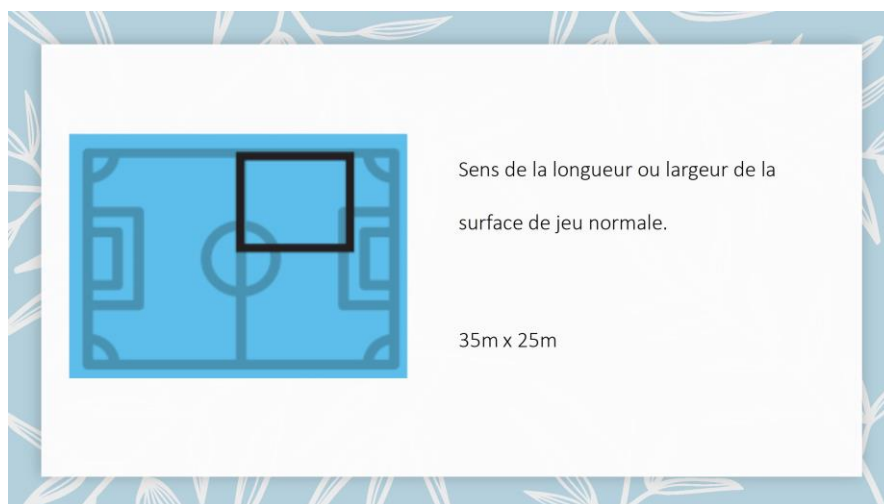 Sens de la longueur ou largeur de la
surface de jeu normale.
35m x 25m